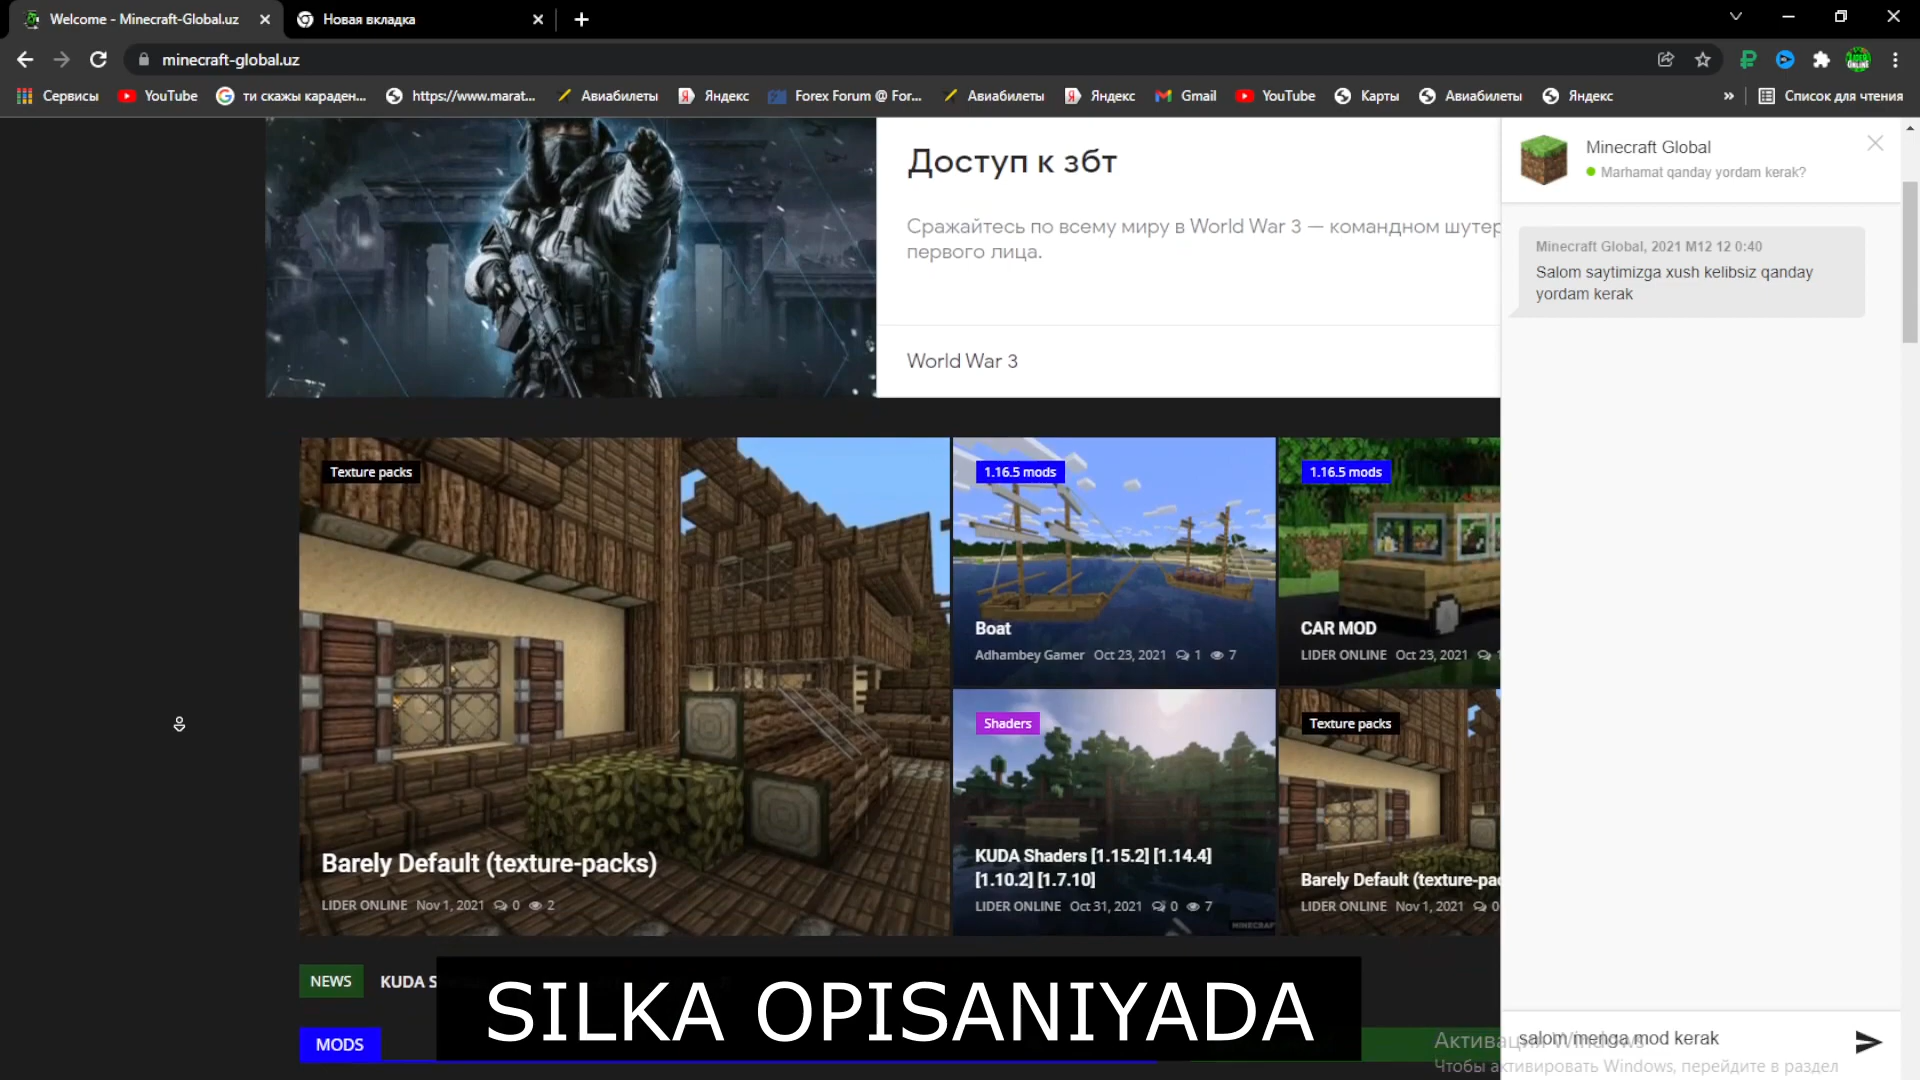 Welcome - Minecraft-Global.uz
Новая вкладка
minecraft-global.uz
Сервисы
YouTube
ти скажы караден...
https://www.marat...
Авиабилеты
Яндекс
Forex Forum @ For...
Авиабилеты
Яндекс
Gmail
YouTube
Карты
Авиабилеты
Яндекс
»
Список для чтения
Доступ к збт
Сражайтесь по всему миру в World War 3 — командном шутер
первого лица.
World War 3
Minecraft Global
Marhamat qanday yordam kerak?
Minecraft Global, 2021 M12 12 0:40
Salom saytimizga xush kelibsiz qanday
yordam kerak
Texture packs
Barely Default (texture-packs)
LIDER ONLINE Nov 1, 2021 0 2
1.16.5 mods
Boat
Adhambey Gamer Oct 23, 2021 1 7
1.16.5 mods
CAR MOD
LIDER ONLINE Oct 23, 2021 1
Shaders
KUDA Shaders [1.15.2] [1.14.4]
[1.10.2] [1.7.10]
LIDER ONLINE Oct 31, 2021 0 7
MINECRAF
Texture packs
Barely Default (texture-pac
LIDER ONLINE Nov 1, 2021 0
NEWS
KUDA S
SILKA OPISANIYADA
MODS
salom menga mod kerak
Активация Windows
Чтобы активировать Windows, перейдите в раздел